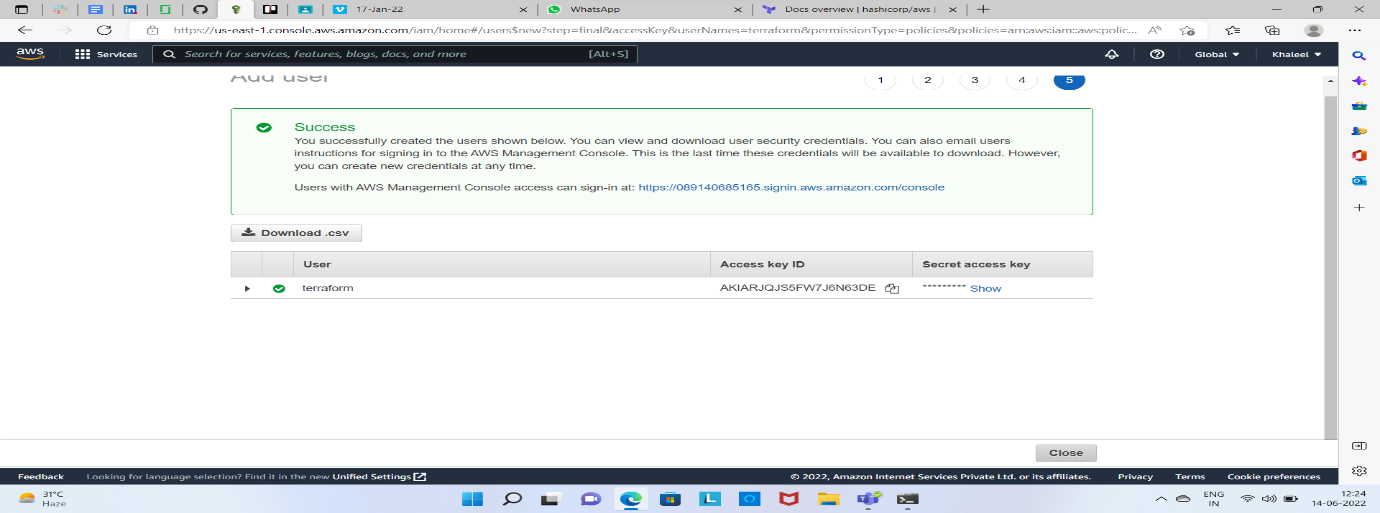 17-Jan-22
WhatsApp
Docs overview | hashicorp/aws |
https://us-east-1.console.aws.amazon.com/iam/home#/users$new?step=final&accessKey&userNames=terraform&permissionType=policies&policies=arn:aws:iam::aws:polic...
aws
Services
Search for services, features, blogs, docs, and more
[Alt+S]
Global
Khaleel
Add user
1
2
3
4
5
Success
You successfully created the users shown below. You can view and download user security credentials. You can also email users
instructions for signing in to the AWS Management Console. This is the last time these credentials will be available to download. However,
you can create new credentials at any time.
Users with AWS Management Console access can sign-in at: https://089140685165.signin.aws.amazon.com/console
Download .csv
User
Access key ID
Secret access key
terraform
AKIARJQJS5FW7J6N63DE
********* Show
Close
Feedback
Looking for language selection? Find it in the new Unified Settings
© 2022, Amazon Internet Services Private Ltd. or its affiliates.
Privacy
Terms
Cookie preferences
31°C
Haze
ENG
IN
12:24
14-06-2022